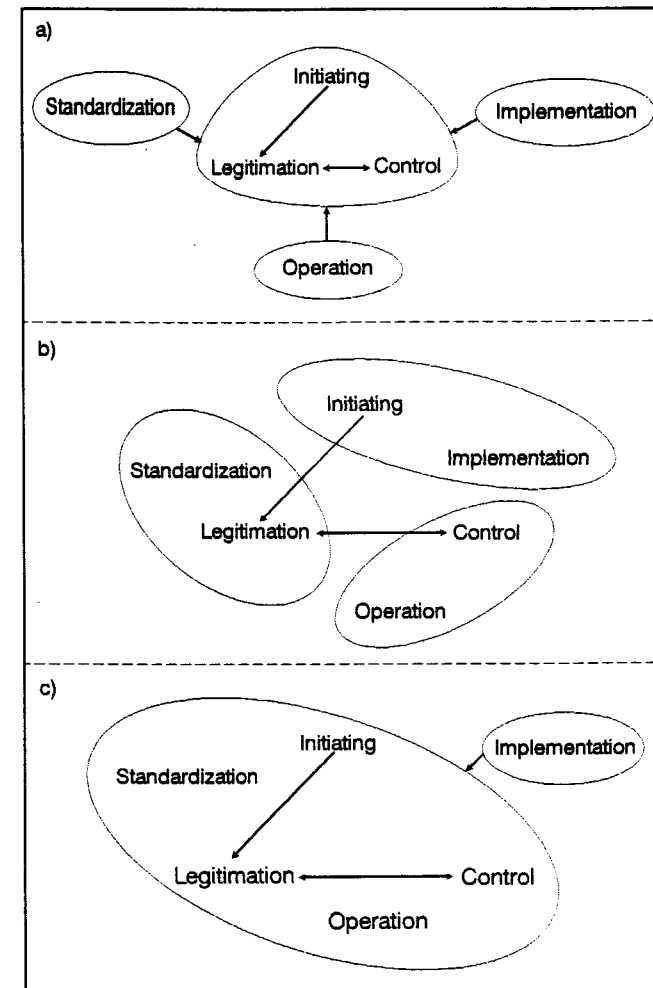 a)
Initiating
Standardization
Implementation
Legitimation
Control
Operation
b)
Initiating
Implementation
Standardization
Legitimation
Control
Operation
c)
Initiating
Implementation
Standardization
Legitimation
Control
Operation